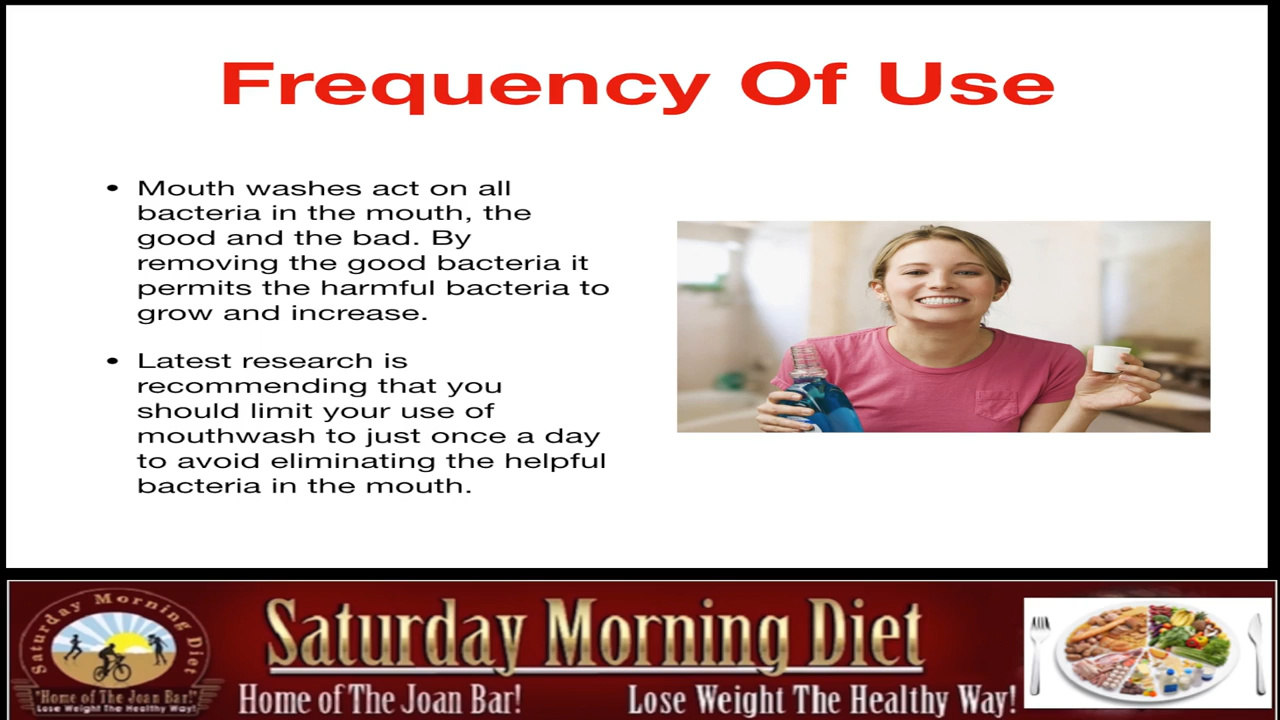 Frequency Of Use
• Mouth washes act on all
bacteria in the mouth, the
good and the bad. By
removing the good bacteria it
permits the harmful bacteria to
grow and increase.
• Latest research is
recommending that you
should limit your use of
mouthwash to just once a day
to avoid eliminating the helpful
bacteria in the mouth.
Saturday Morning Diet
"Home of The Joan Bar!"
Lose Weight The Healthy Way!
Saturday Morning Diet
Home of The Joan Bar! Lose Weight The Healthy Way!